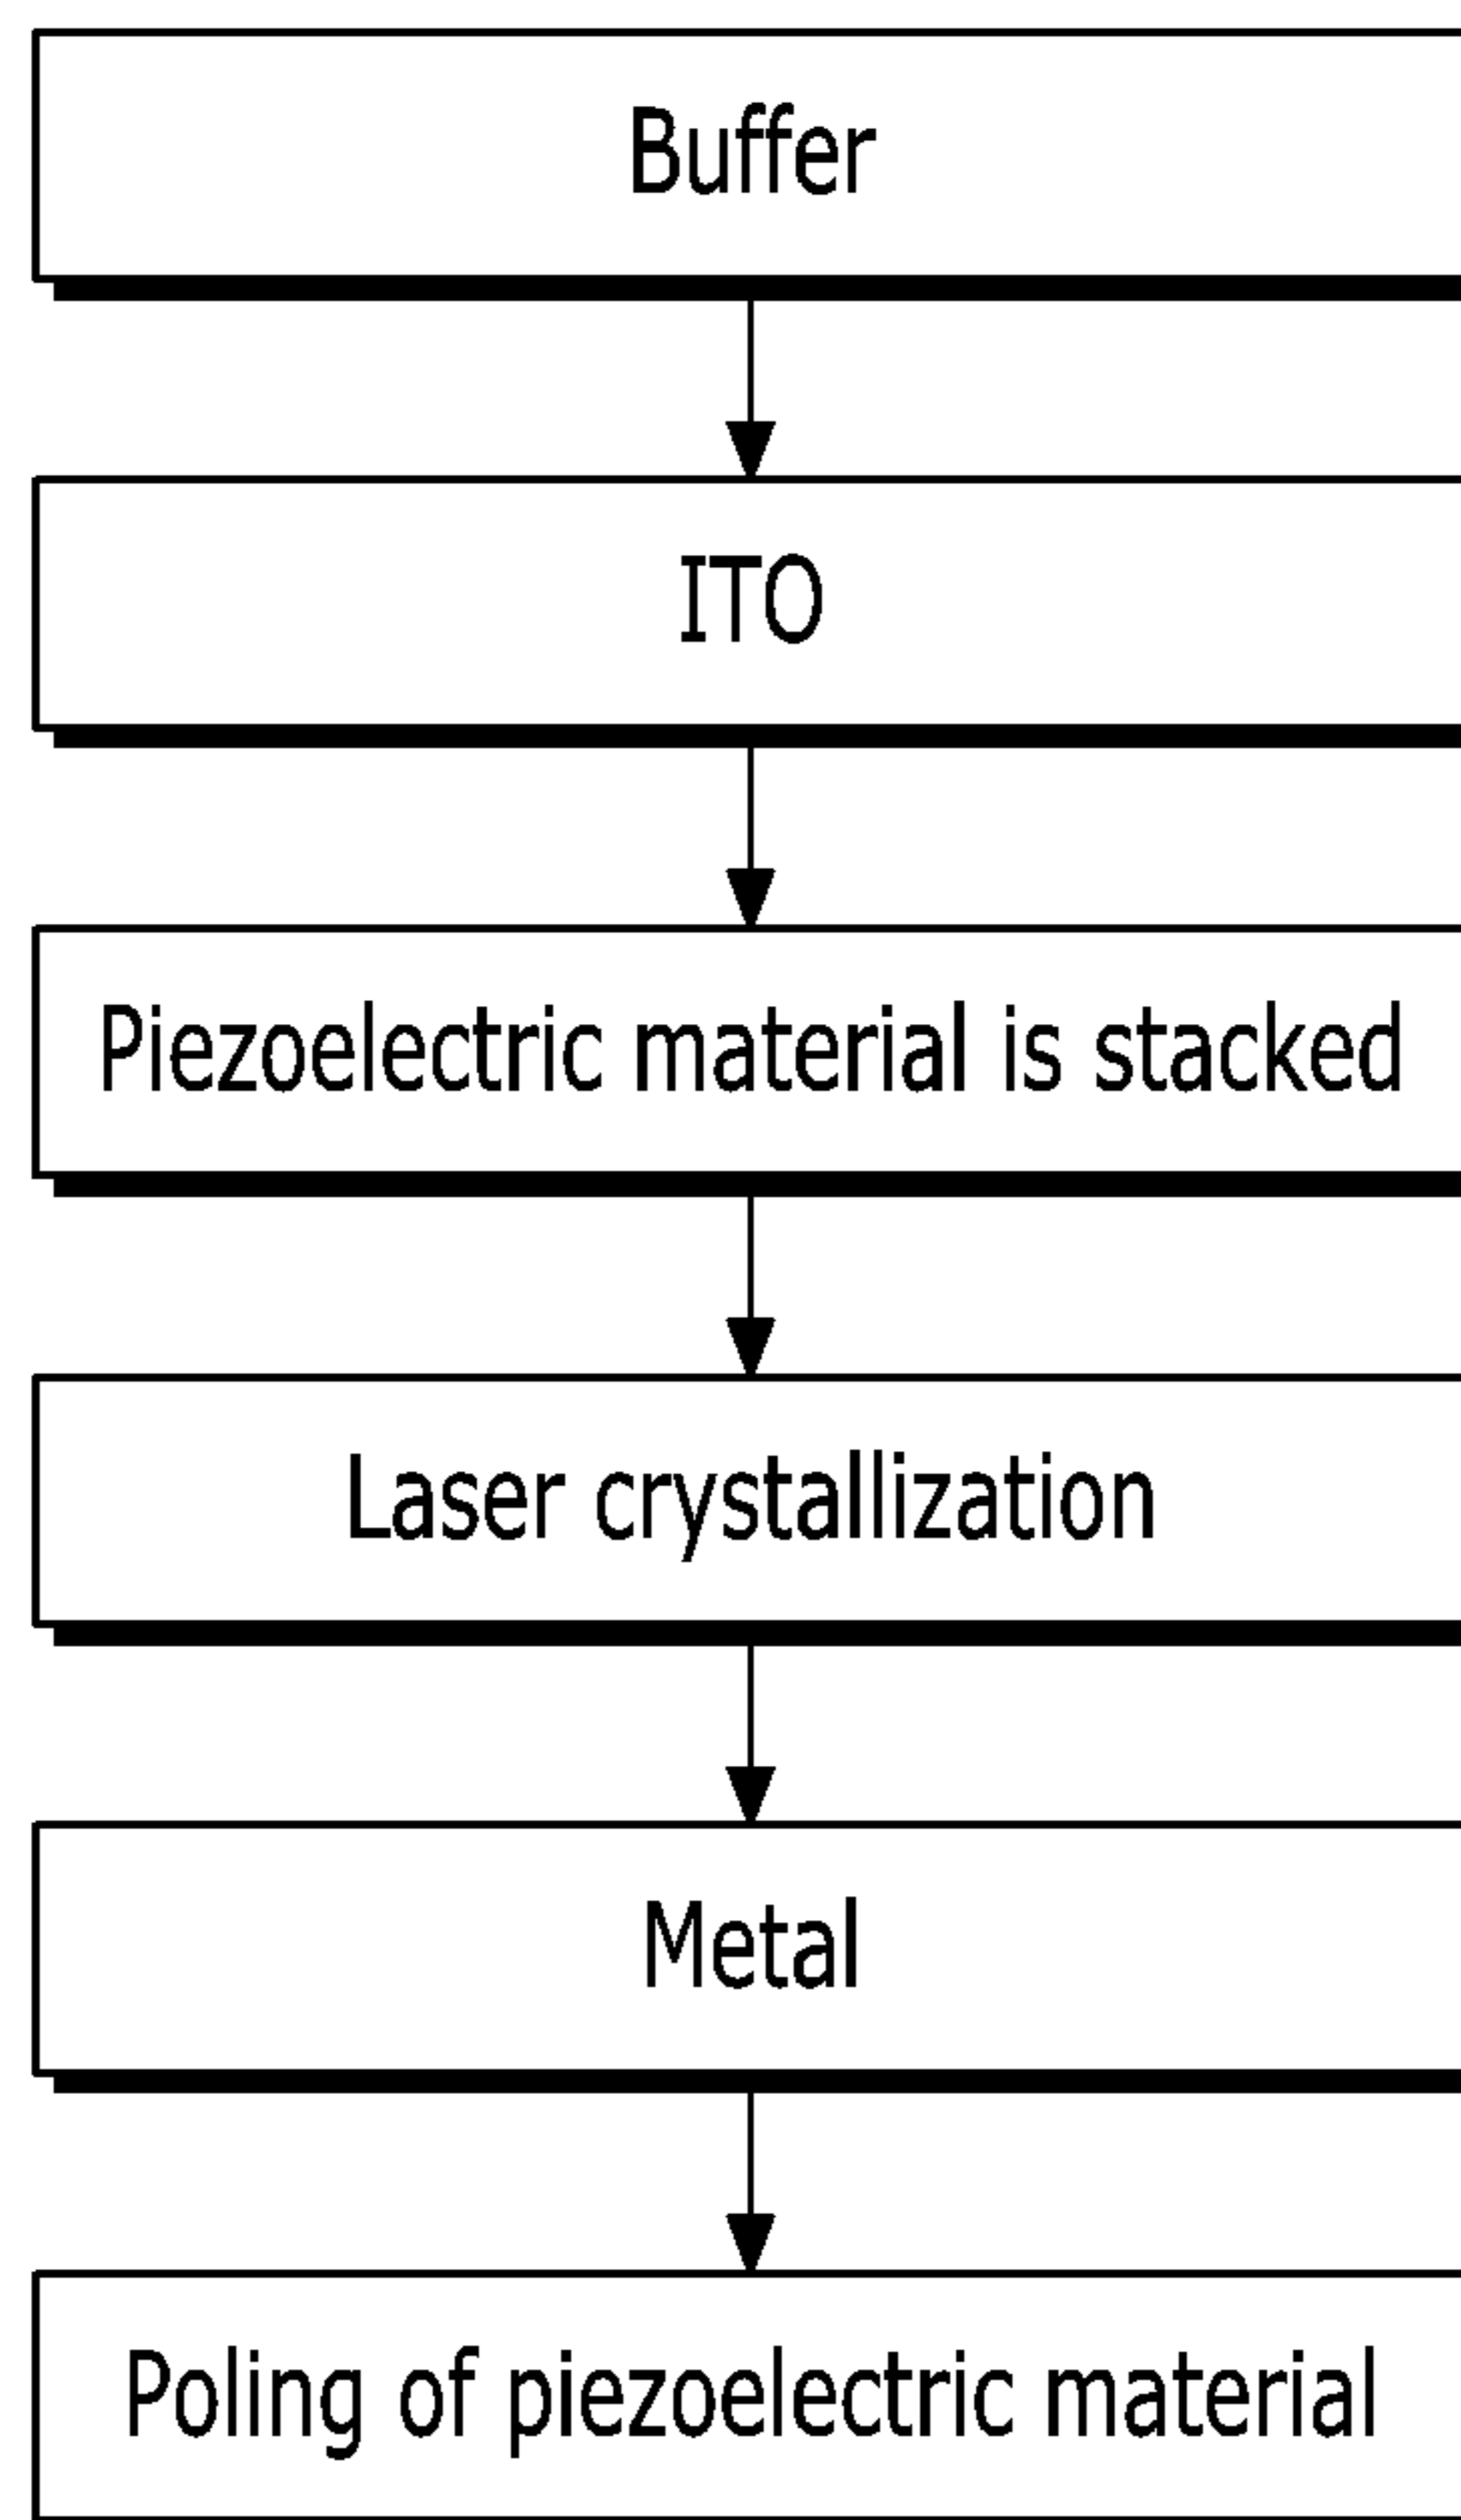 Buffer
ITO
Piezoelectric material is stacked
Laser crystallization
Metal
Poling of piezoelectric material